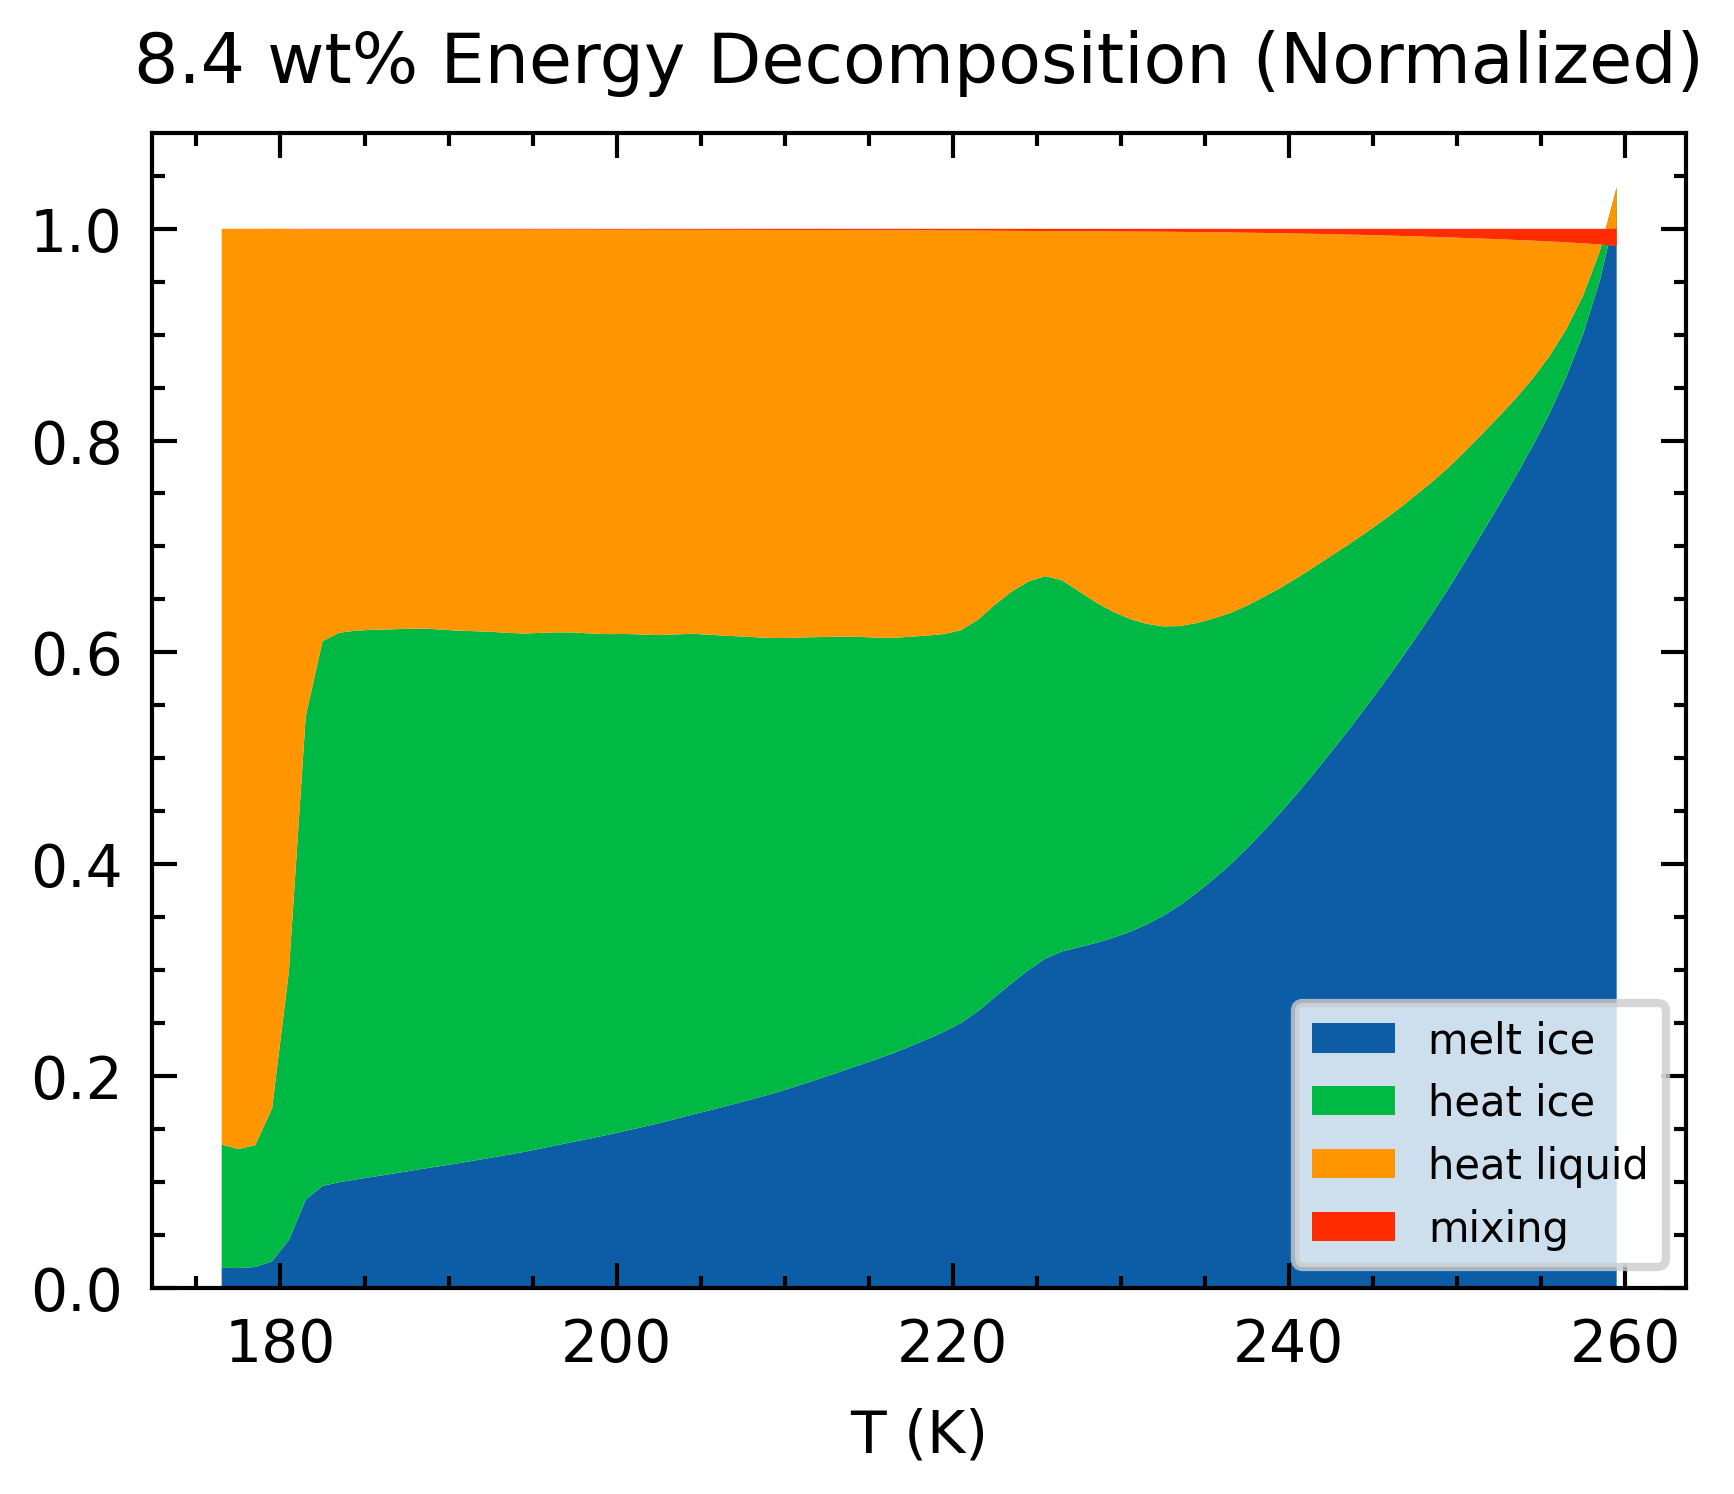 8.4 wt% Energy Decomposition (Normalized)
1.0
0.8
0.6
0.4
0.2
0.0
melt ice
heat ice
heat liquid
mixing
180 200 220 240 260
T (K)